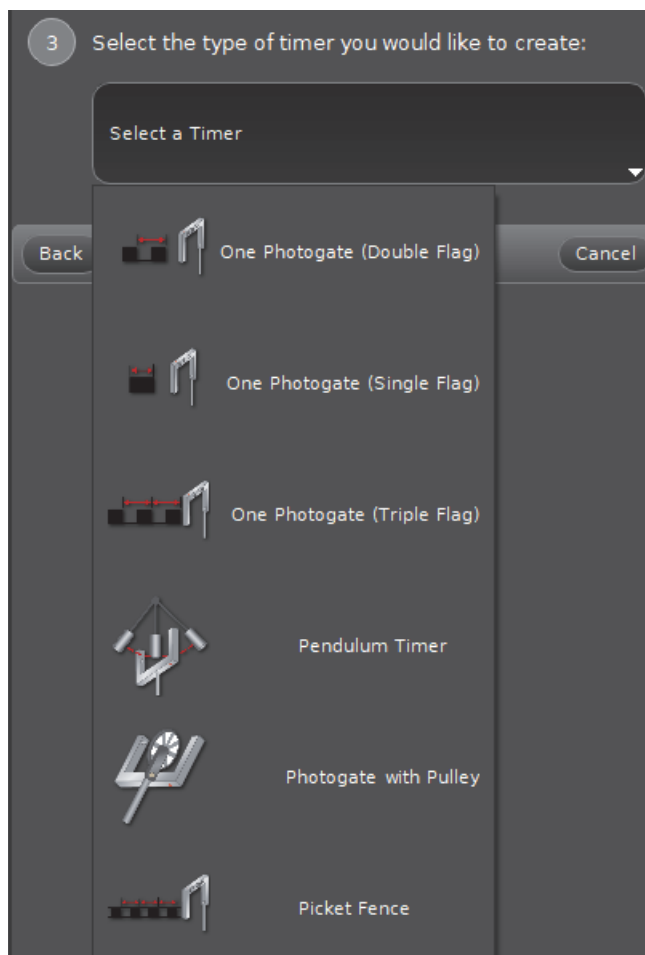 3 Select the type of timer you would like to create:
Select a Timer
Back Cancel
One Photogate (Double Flag)
One Photogate (Single Flag)
One Photogate (Triple Flag)
Pendulum Timer
Photogate with Pulley
Picket Fence